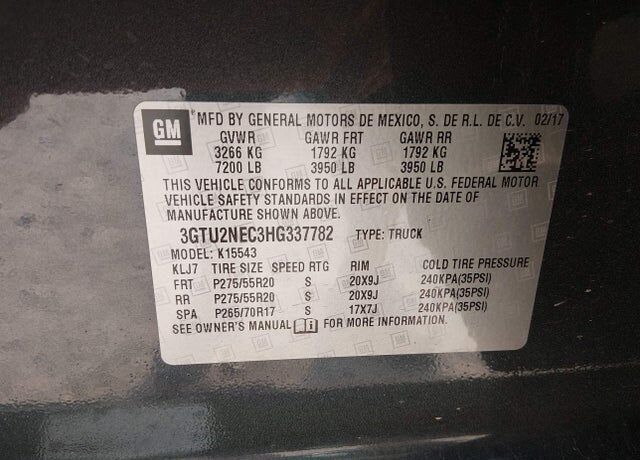 GM MFD BY GENERAL MOTORS DE MEXICO, S. DE R.L. DE C.V. 02/17
GVWR GAWR FRT GAWR RR
3266 KG 1792 KG 1792 KG
7200 LB 3950 LB 3950 LB
THIS VEHICLE CONFORMS TO ALL APPLICABLE U.S. FEDERAL MOTOR
VEHICLE SAFETY STANDARDS IN EFFECT ON THE DATE OF
MANUFACTURE SHOWN ABOVE.
3GTU2NEC3HG337782 TYPE: TRUCK
MODEL: K15543
KLJ7 TIRE SIZE SPEED RTG RIM COLD TIRE PRESSURE
FRT P275/55R20 S 20X9J 240KPA(35PSI)
RR P275/55R20 S 20X9J 240KPA(35PSI)
SPA P265/70R17 S 17X7J 240KPA(35PSI)
SEE OWNER'S MANUAL i FOR MORE INFORMATION.